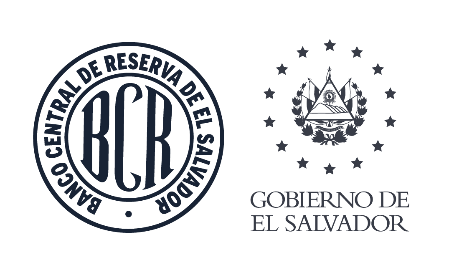 BANCO CENTRAL DE RESERVA DE EL SALVADOR
BCR
GOBIERNO DE
EL SALVADOR